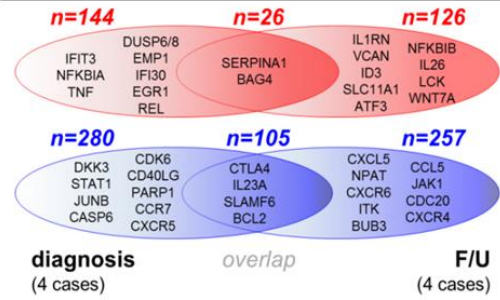 n=144 n=26 n=126
IFIT3
NFKBIA
TNF
DUSP6/8
EMP1
IFI30
EGR1
REL
SERPINA1
BAG4
IL1RN
VCAN
ID3
SLC11A1
ATF3
NFKBIB
IL26
LCK
WNT7A
n=280 n=105 n=257
DKK3
STAT1
JUNB
CASP6
CDK6
CD40LG
PARP1
CCR7
CXCR5
CTLA4
IL23A
SLAMF6
BCL2
CXCL5
NPAT
CXCR6
ITK
BUB3
CCL5
JAK1
CDC20
CXCR4
diagnosis overlap F/U
(4 cases) (4 cases)